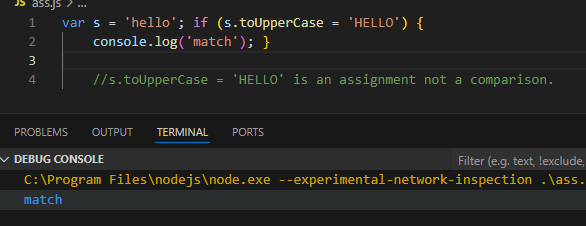 JS ass.js > ...
1 var s = 'hello'; if (s.toUpperCase = 'HELLO') {
2 console.log('match'); }
3
4 //s.toUpperCase = 'HELLO' is an assignment not a comparison.
PROBLEMS OUTPUT TERMINAL PORTS
DEBUG CONSOLE Filter (e.g. text, !exclude,
C:\Program Files\nodejs\node.exe --experimental-network-inspection .\ass.
match